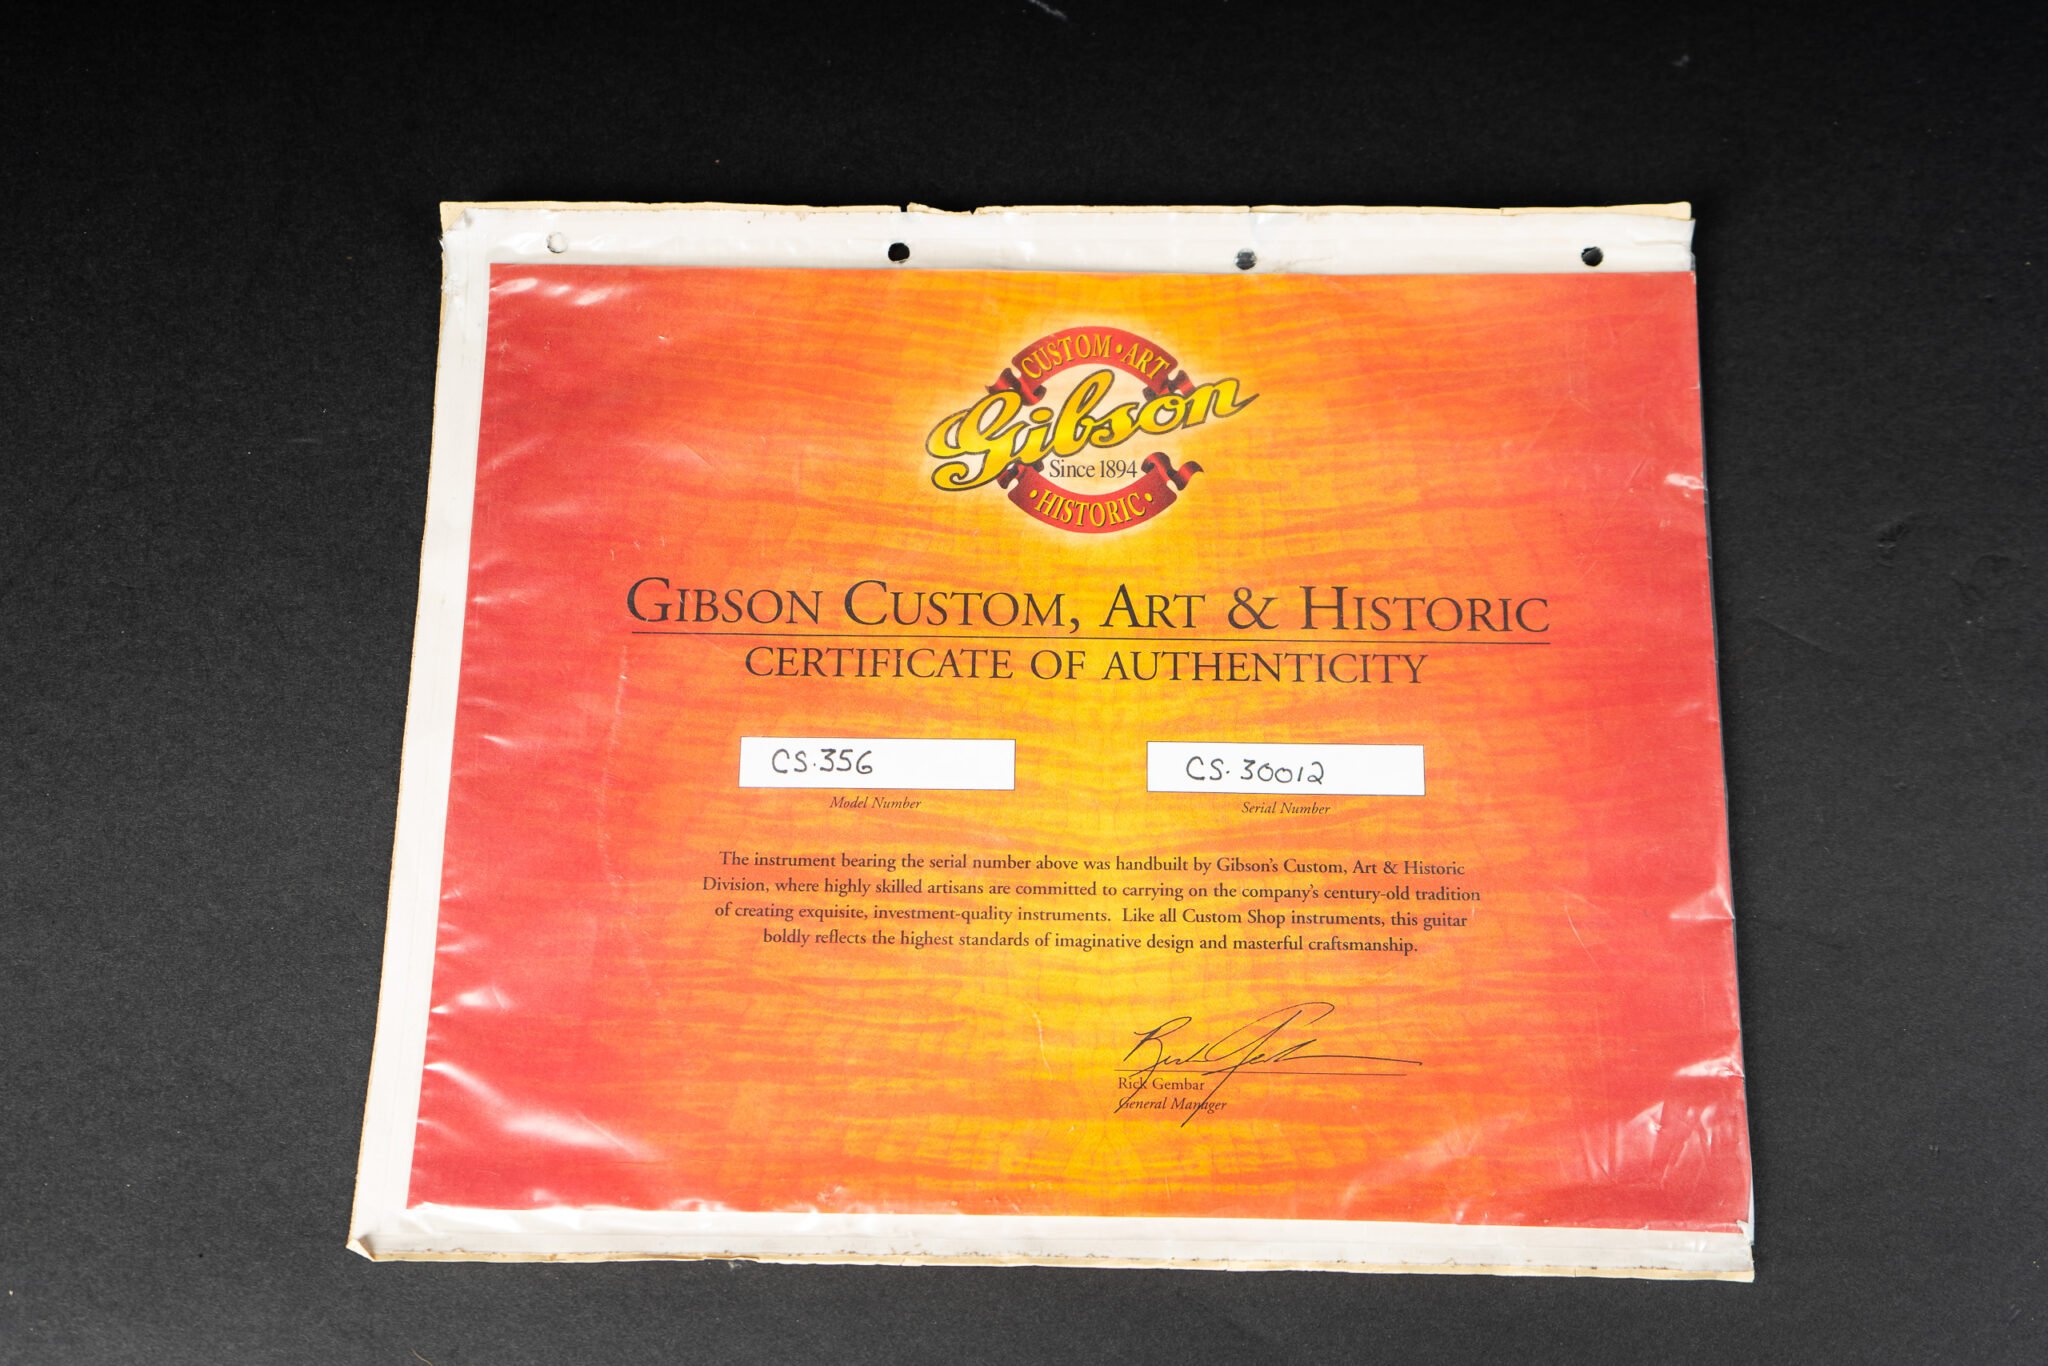 CUSTOM · ART
Gibson
Since 1894
· HISTORIC ·
GIBSON CUSTOM, ART & HISTORIC
CERTIFICATE OF AUTHENTICITY
CS.356
Model Number
CS. 30012
Serial Number
The instrument bearing the serial number above was handbuilt by Gibson's Custom, Art & Historic
Division, where highly skilled artisans are committed to carrying on the company's century-old tradition
of creating exquisite, investment-quality instruments. Like all Custom Shop instruments, this guitar
boldly reflects the highest standards of imaginative design and masterful craftsmanship.
Rick Gembar
General Manager